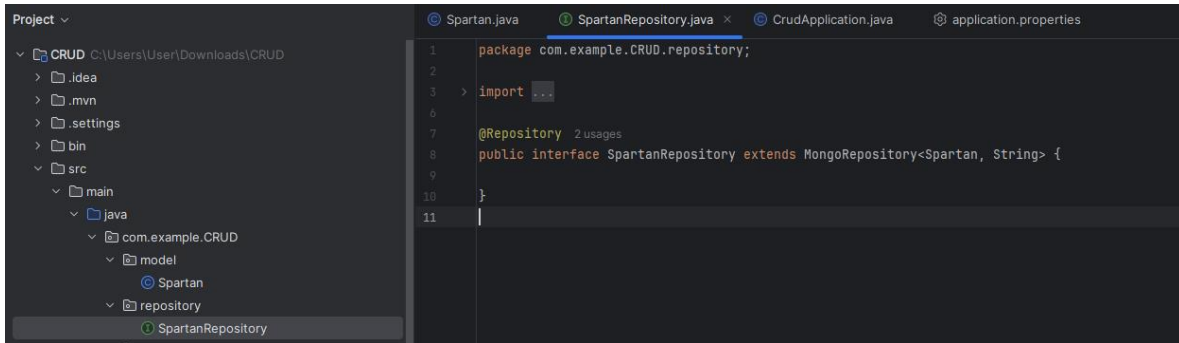 Project
CRUD C:\Users\User\Downloads\CRUD
.idea
.mvn
.settings
bin
src
main
java
com.example.CRUD
model
Spartan
repository
SpartanRepository
Spartan.java SpartanRepository.java CrudApplication.java application.properties
1 package com.example.CRUD.repository;
2
3 import ...
6
7 @Repository 2 usages
8 public interface SpartanRepository extends MongoRepository<Spartan, String> {
9
10 }
11